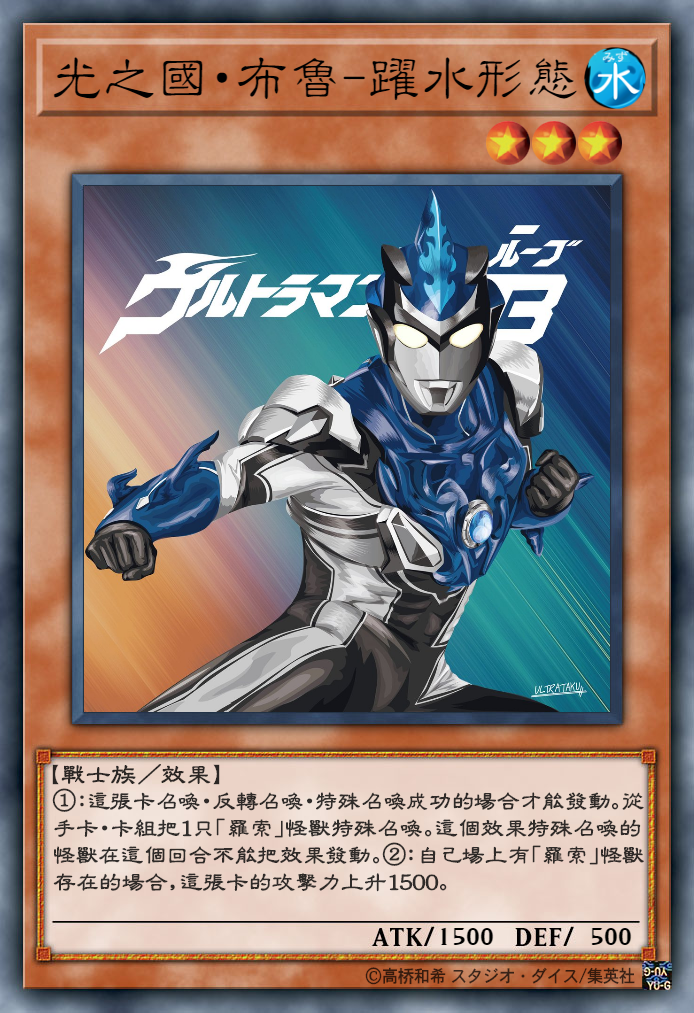 光之國・布魯-躍水形態
みず
水
ウルトラマン
ルーブ
B
ULTRATAKU
【戰士族／效果】
①：這張卡召喚・反轉召喚・特殊召喚成功的場合才能發動。從
手卡・卡組把1只「羅索」怪獸特殊召喚。這個效果特殊召喚的
怪獸在這個回合不能把效果發動。②：自己場上有「羅索」怪獸
存在的場合，這張卡的攻擊力上升1500。
ATK/1500 DEF/ 500
©高桥和希 スタジオ・ダイス/集英社
YU-G
YU-G